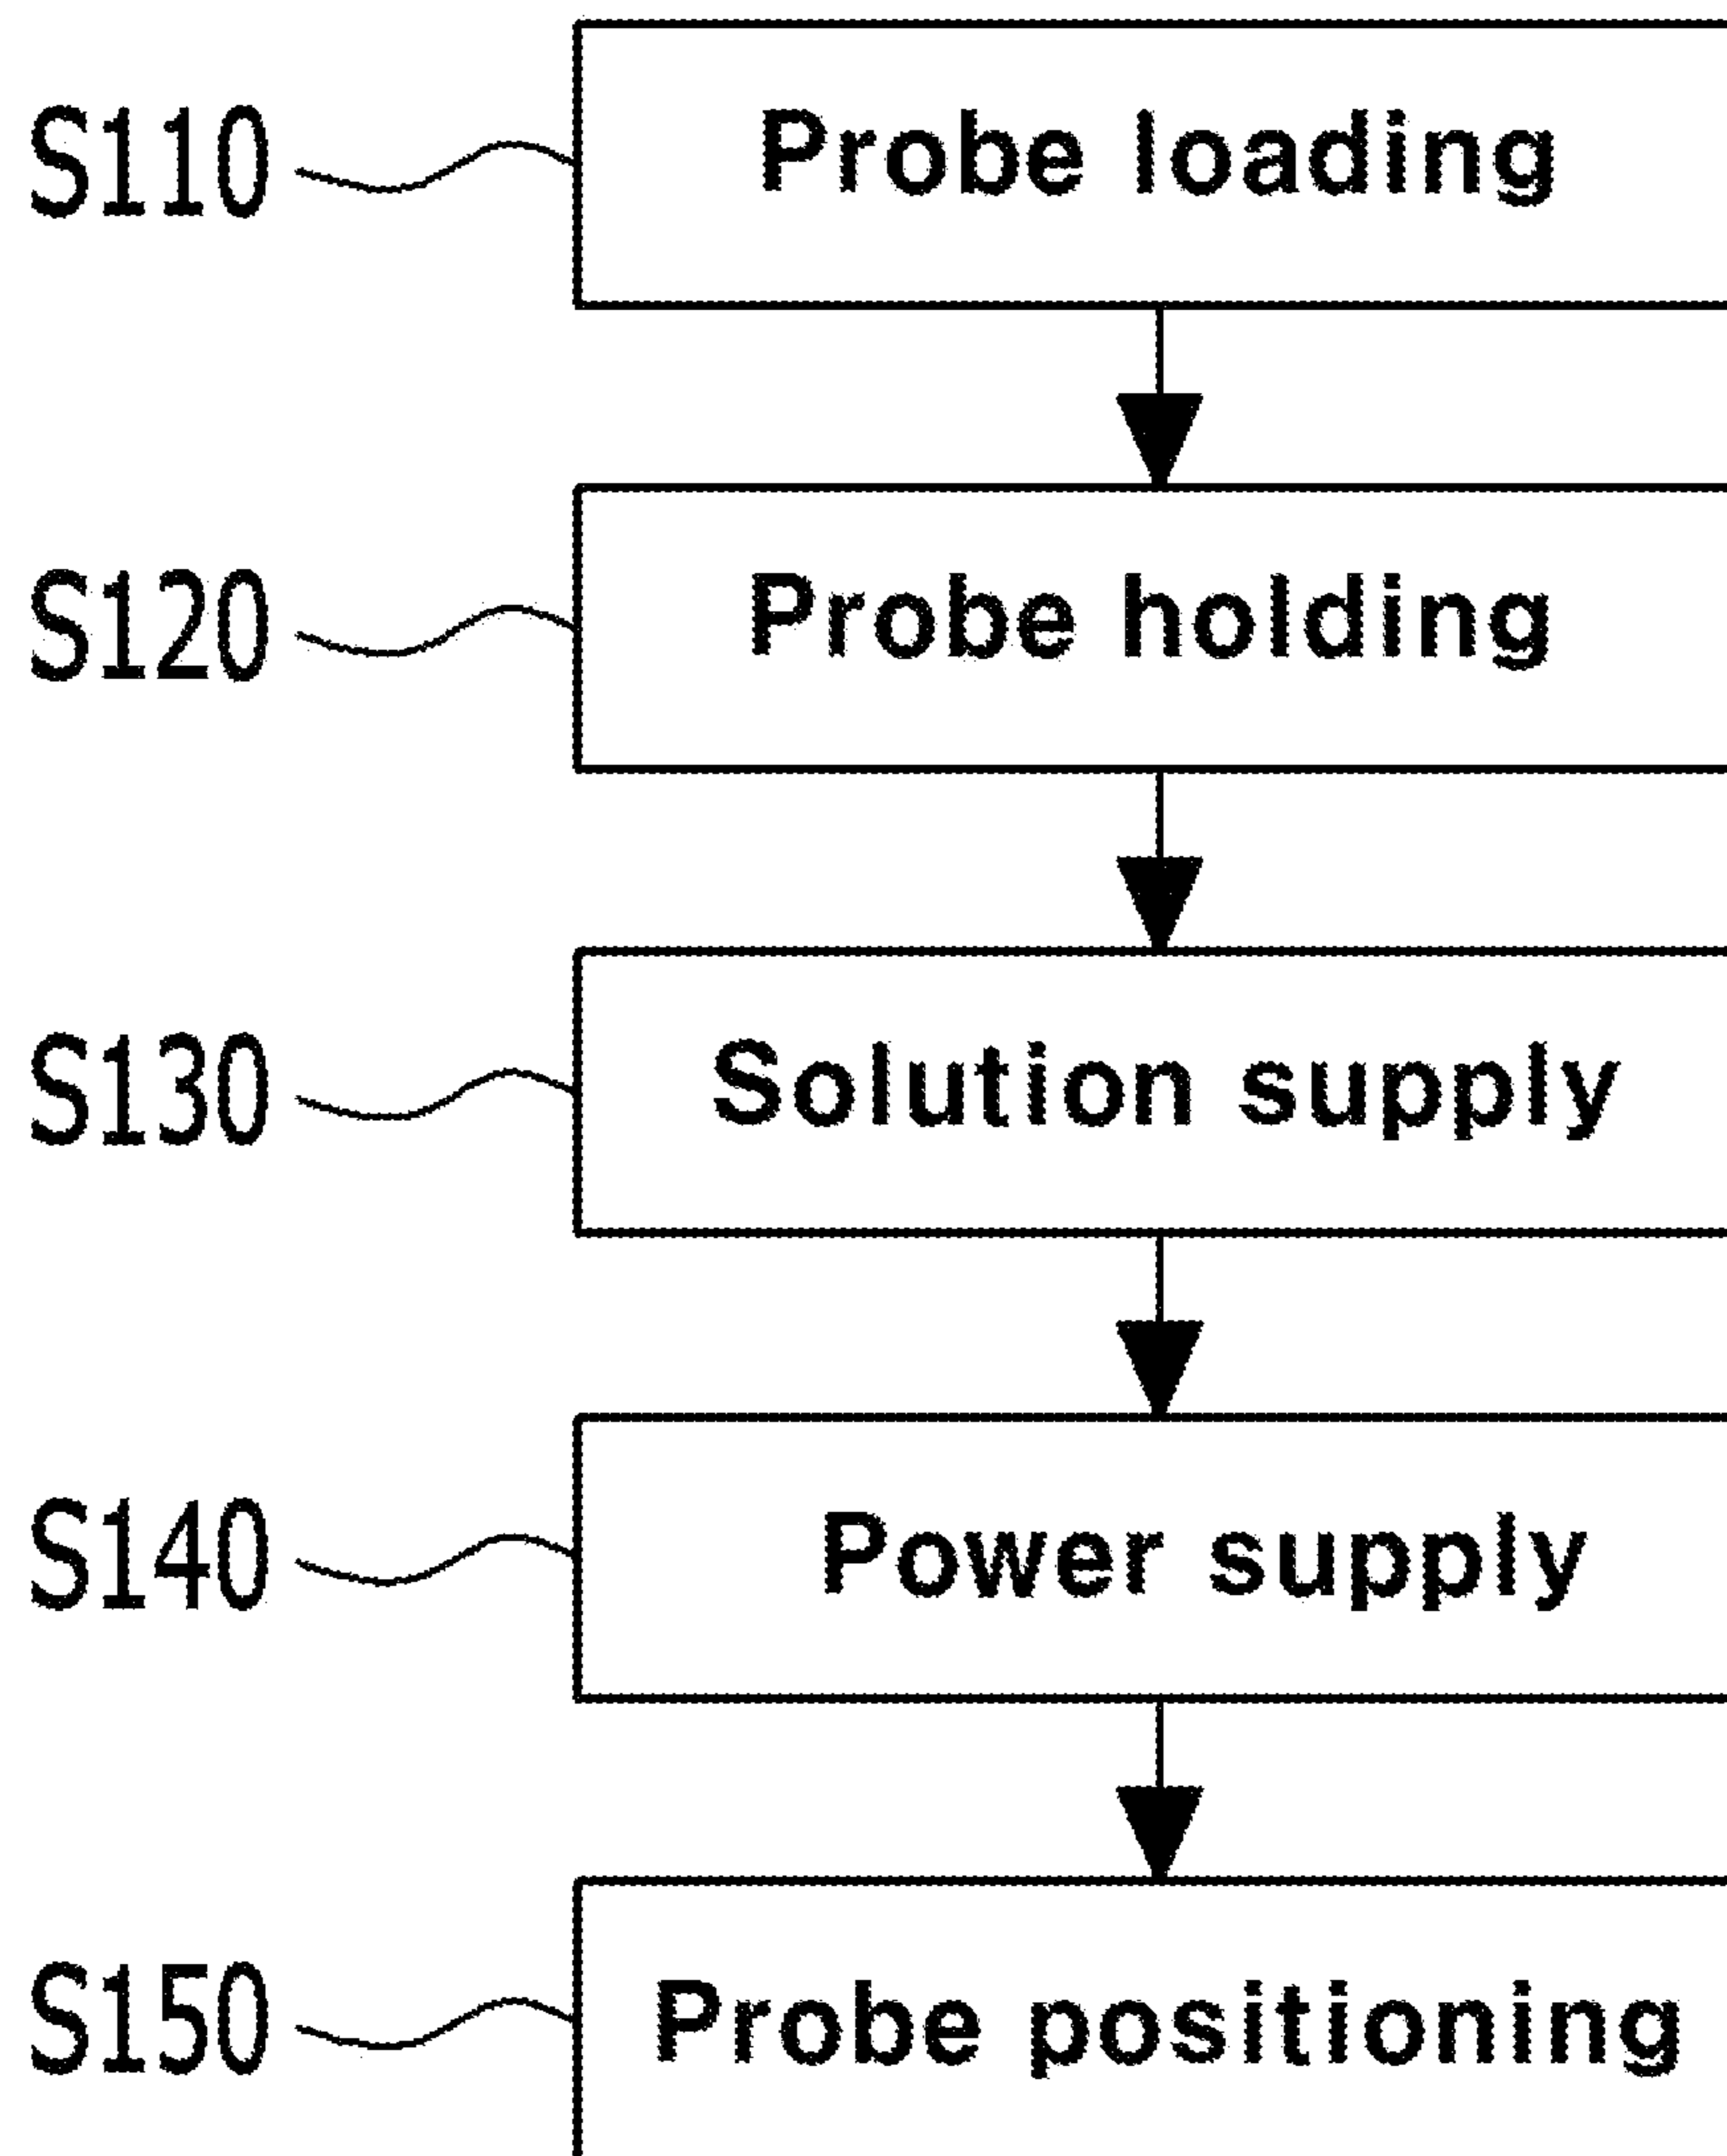 S110 Probe loading
S120 Probe holding
S130 Solution supply
S140 Power supply
S150 Probe positioning